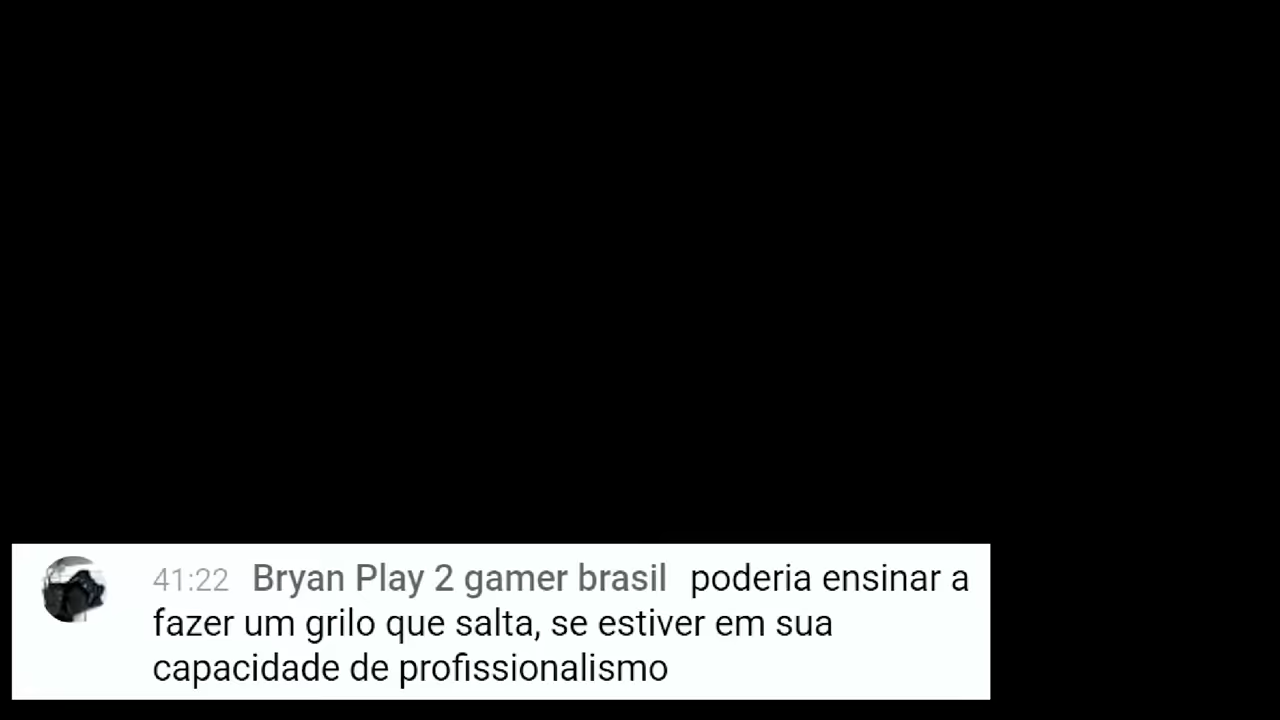 41:22 Bryan Play 2 gamer brasil poderia ensinar a
fazer um grilo que salta, se estiver em sua
capacidade de profissionalismo